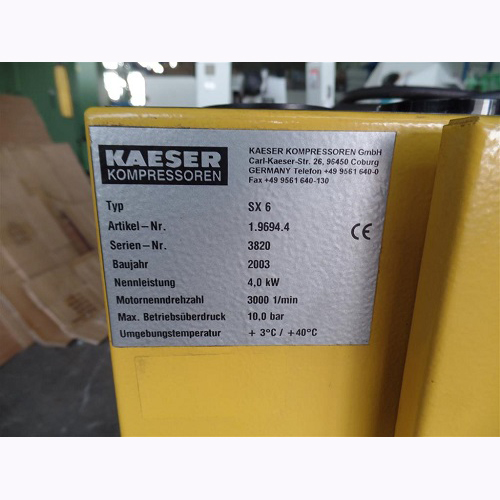 KAESER
KOMPRESSOREN
KAESER KOMPRESSOREN GmbH
Carl-Kaeser-Str. 26, 96450 Coburg
GERMANY Telefon +49 9561 640-0
Fax +49 9561 640-130
Typ SX 6
Artikel-Nr. 1.9694.4
Serien-Nr. 3820
Baujahr 2003
Nennleistung 4,0 kW
Motornenndrehzahl 3000 1/min
Max. Betriebsüberdruck 10,0 bar
Umgebungstemperatur + 3°C / +40°C
CE